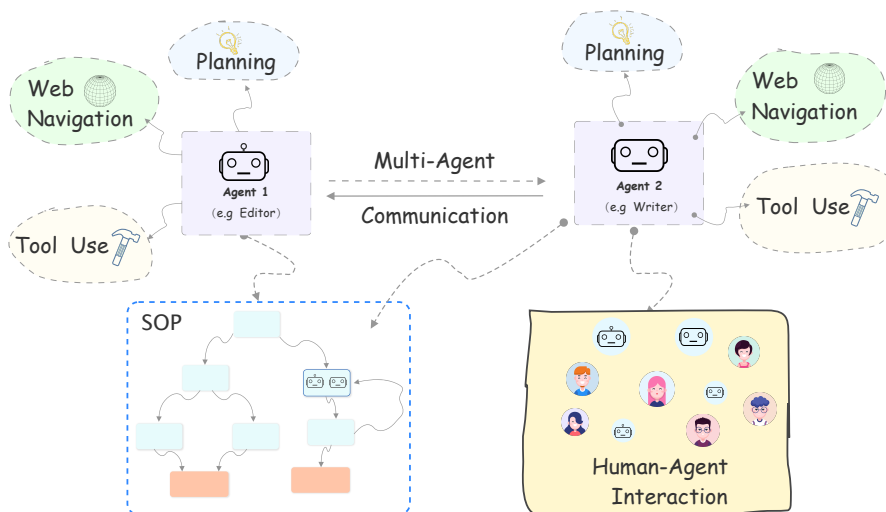 Planning
Web
Navigation
Tool Use
Agent 1
(e.g Editor)
Multi-Agent
Communication
Planning
Web
Navigation
Tool Use
Agent 2
(e.g Writer)
SOP
Human-Agent
Interaction